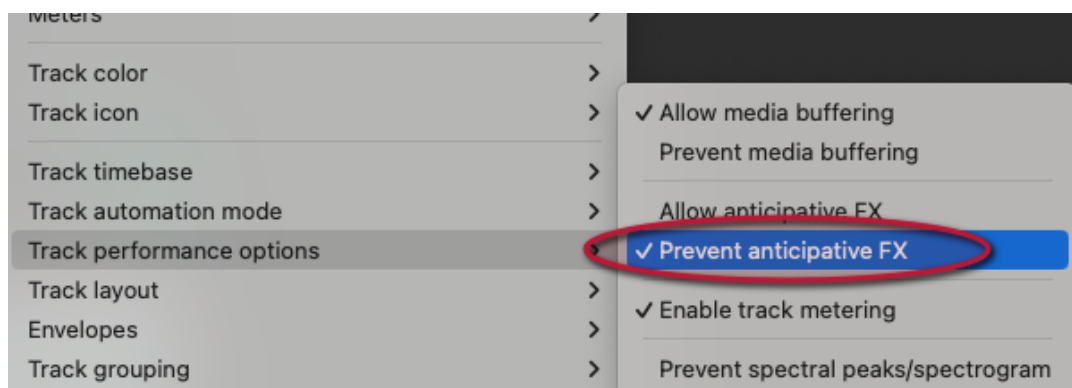 Meters
Track color
Track icon
Track timebase
Track automation mode
Track performance options
Track layout
Envelopes
Track grouping
✓ Allow media buffering
Prevent media buffering
Allow anticipative FX
✓ Prevent anticipative FX
✓ Enable track metering
Prevent spectral peaks/spectrogram